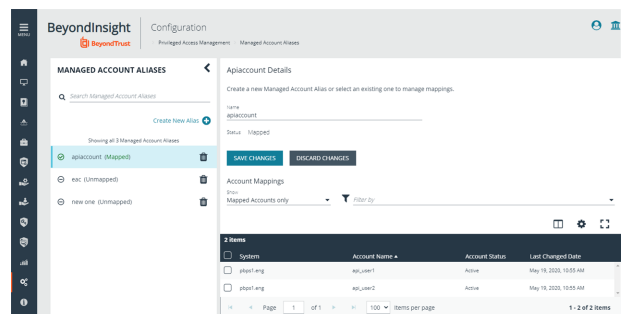 MENU
BeyondInsight
BeyondTrust
Configuration
Privileged Access Management
Managed Account Aliases
MANAGED ACCOUNT ALIASES
Search Managed Account Aliases
Create New Alias
Showing all 3 Managed Account Aliases
apiaccount (Mapped)
eac (Unmapped)
new one (Unmapped)
Apiaccount Details
Create a new Managed Account Alias or select an existing one to manage mappings.
Name
apiaccount
Status Mapped
SAVE CHANGES DISCARD CHANGES
Account Mappings
Show
Mapped Accounts only Filter by
2 items
System Account Name Account Status Last Changed Date
pbps1.eng api_user1 Active May 19, 2020, 10:55 AM
pbps1.eng api_user2 Active May 19, 2020, 10:55 AM
Page 1 of 1 100 items per page 1 - 2 of 2 items